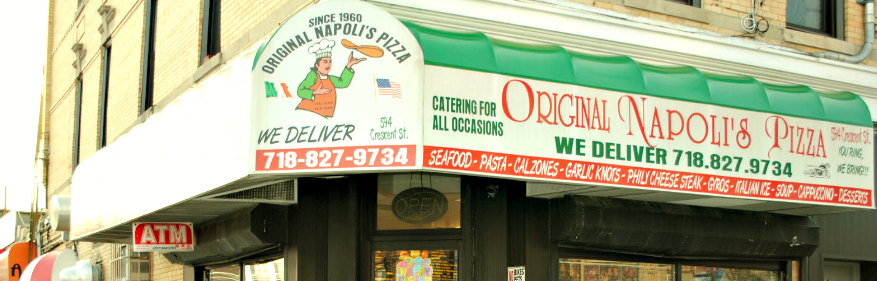 SINCE 1960
ORIGINAL NAPOLI'S PIZZA
594
Crescent St.
WE DELIVER
718-827-9734
CATERING FOR
ALL OCCASIONS
ORIGINAL NAPOLI'S PIZZA
WE DELIVER 718.827.9734
594 Crescent St.
YOU RING,
WE BRING!!!
SEAFOOD - PASTA - CALZONES - GARLIC KNOTS - PHILY CHEESE STEAK - GYROS - ITALIAN ICE - SOUP - CAPPUCCINO - DESSERTS
OPEN
ATM